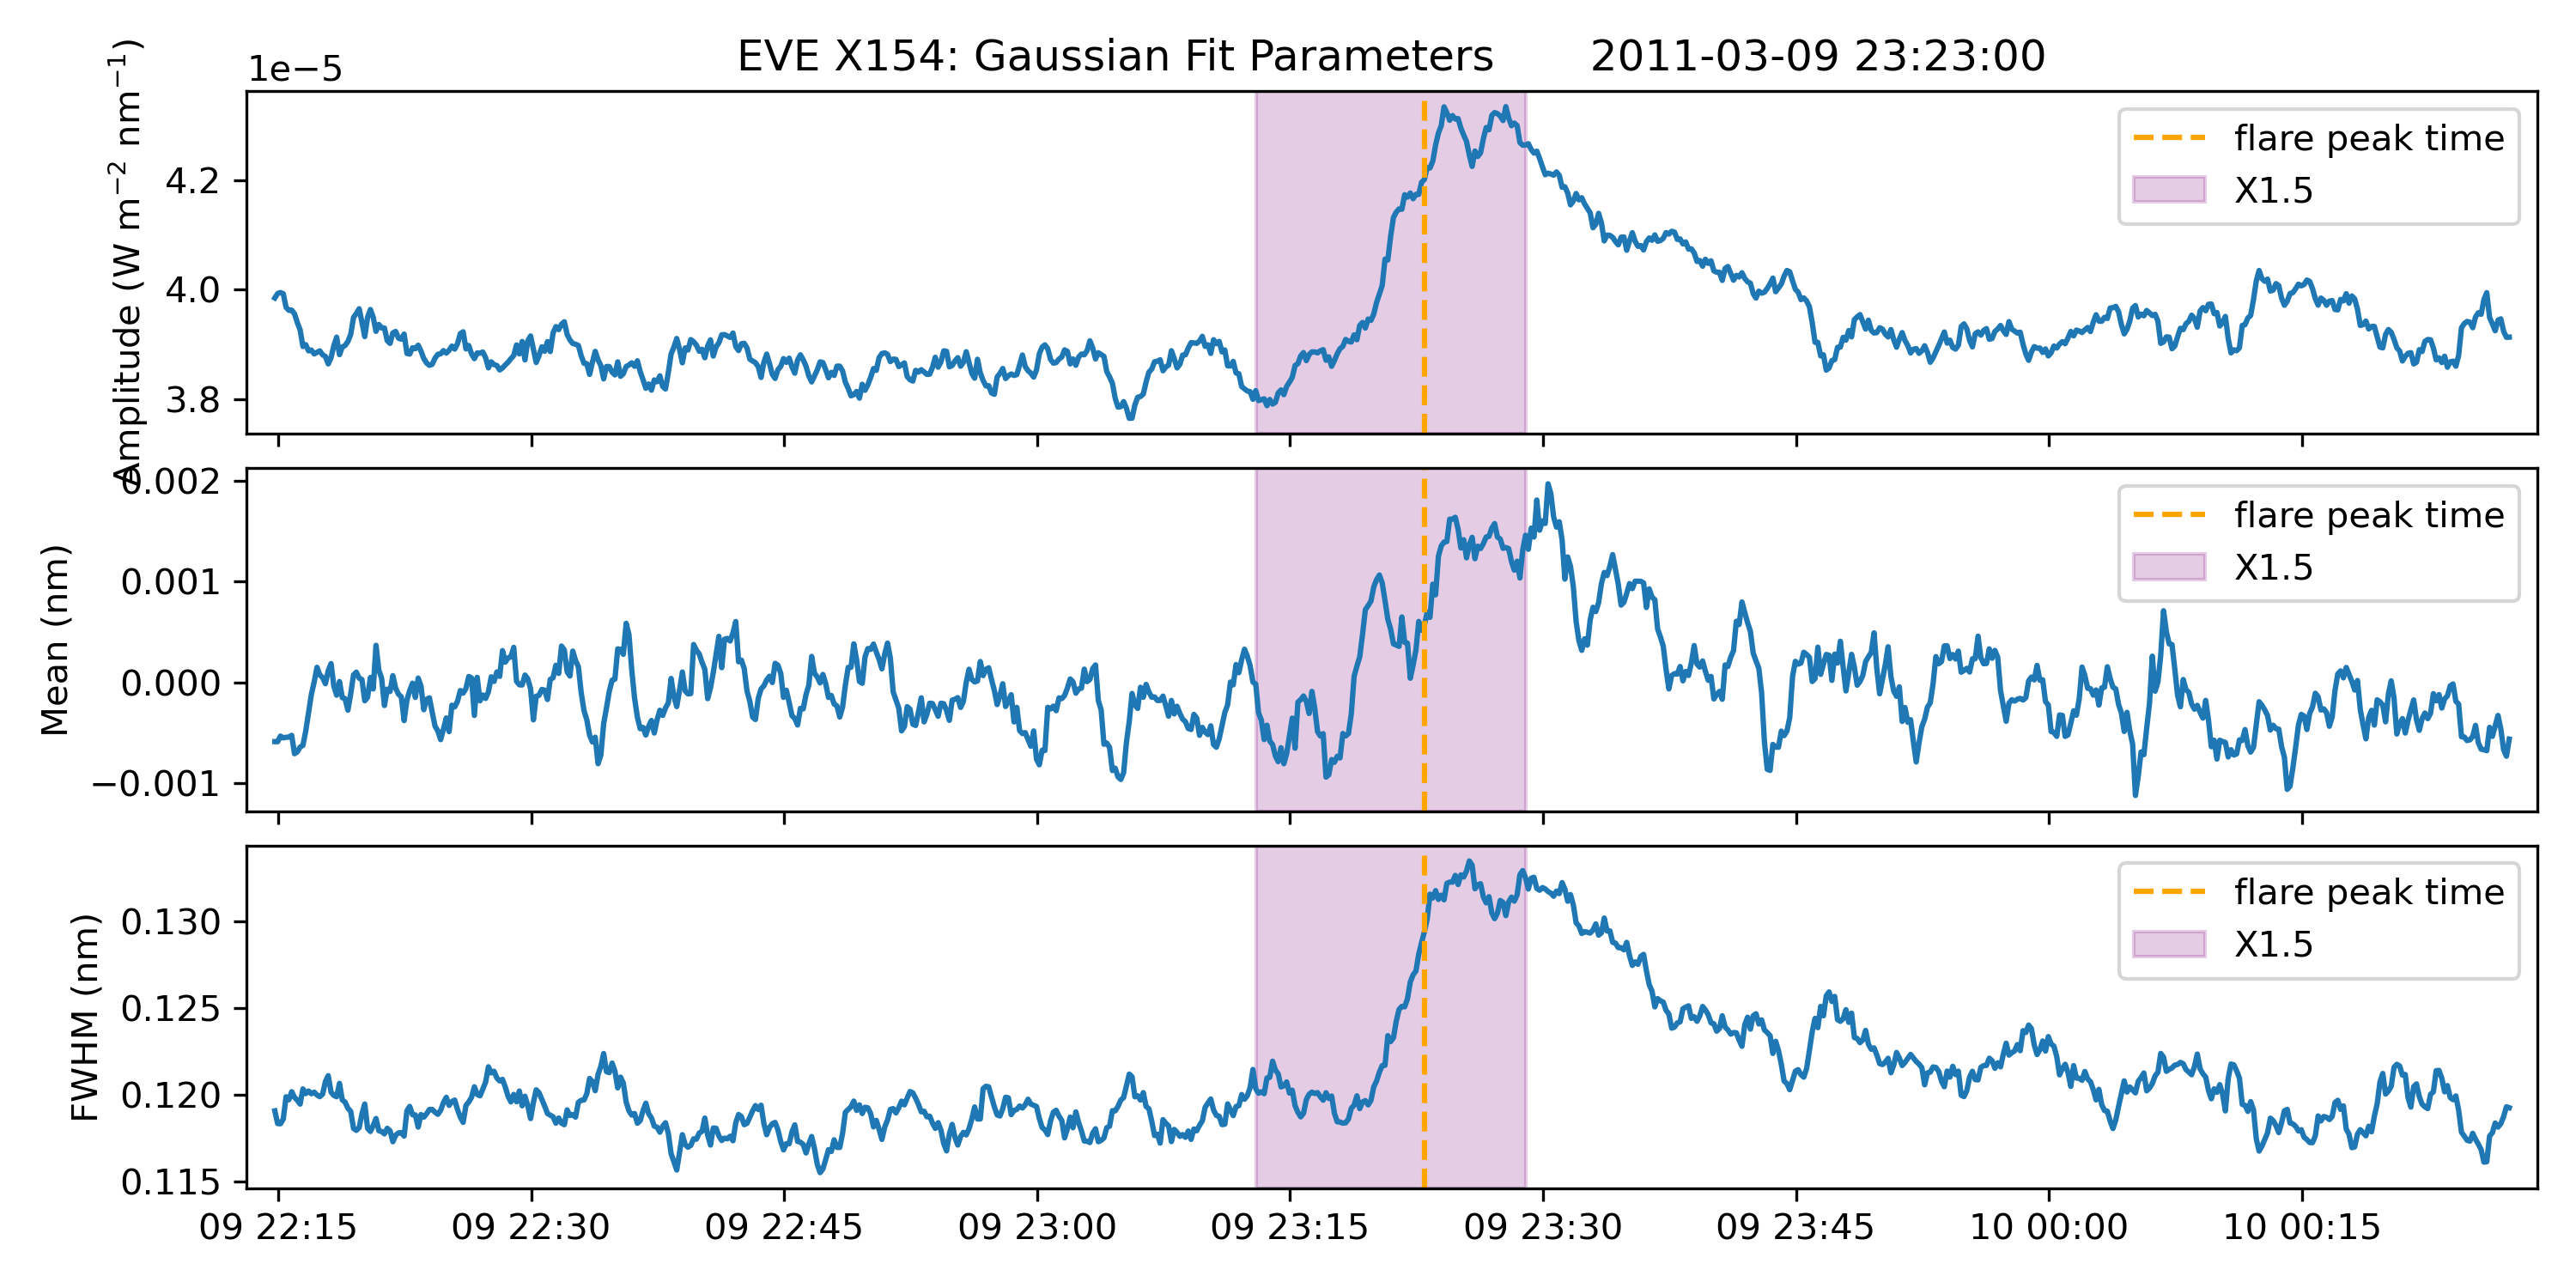 EVE X154: Gaussian Fit Parameters 2011-03-09 23:23:00
1e−5
Amplitude (W m⁻² nm⁻¹)
4.2
4.0
3.8
flare peak time
X1.5
Mean (nm)
0.002
0.001
0.000
−0.001
flare peak time
X1.5
FWHM (nm)
0.130
0.125
0.120
0.115
flare peak time
X1.5
09 22:15 09 22:30 09 22:45 09 23:00 09 23:15 09 23:30 09 23:45 10 00:00 10 00:15